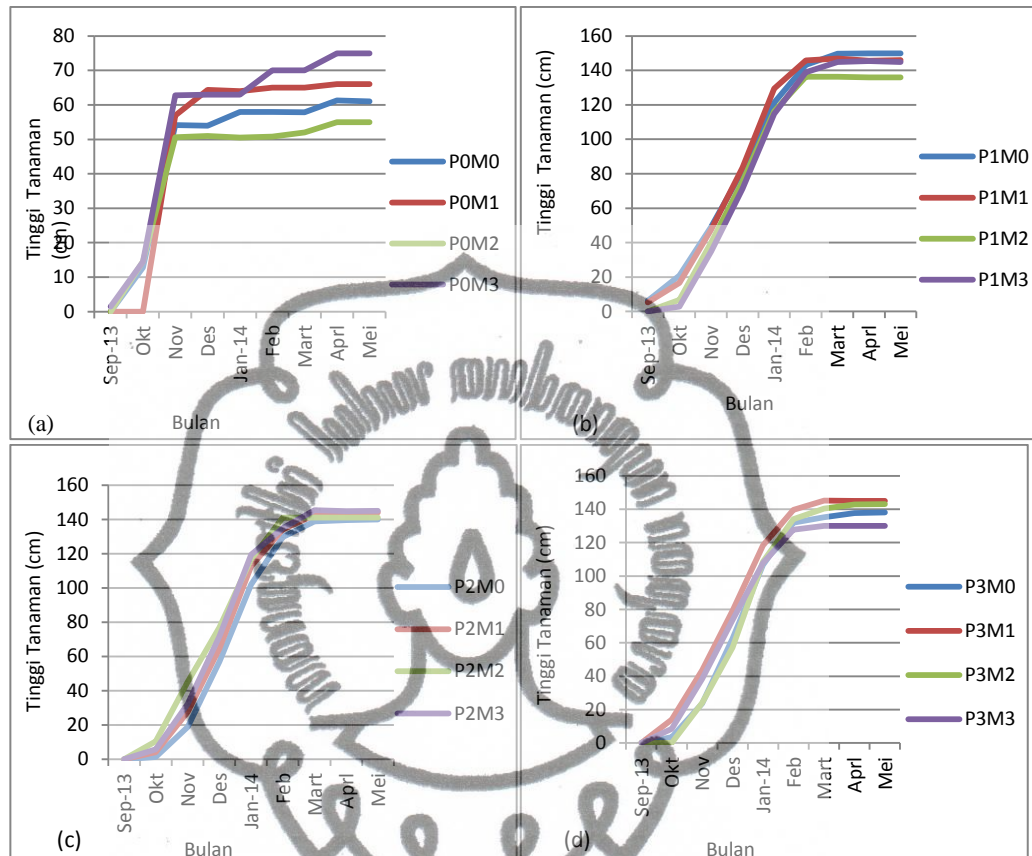 80
70
60
50
40
30
20
10
0
Tinggi Tanaman
(cm)
Sep-13
Okt
Nov
Des
Jan-14
Feb
Mart
Aprl
Mei
Bulan
P0M0
P0M1
P0M2
P0M3
(a)
160
140
120
100
80
60
40
20
0
Tinggi Tanaman (cm)
Sep-13
Okt
Nov
Des
Jan-14
Feb
Mart
Aprl
Mei
Bulan
P1M0
P1M1
P1M2
P1M3
(b)
160
140
120
100
80
60
40
20
0
Tinggi Tanaman (cm)
Sep-13
Okt
Nov
Des
Jan-14
Feb
Mart
Aprl
Mei
Bulan
P2M0
P2M1
P2M2
P2M3
(c)
160
140
120
100
80
60
40
20
0
Tinggi Tanaman (cm)
Sep-13
Okt
Nov
Des
Jan-14
Feb
Mart
Aprl
Mei
Bulan
P3M0
P3M1
P3M2
P3M3
(d)
mangesthi luhur ambangun nagara